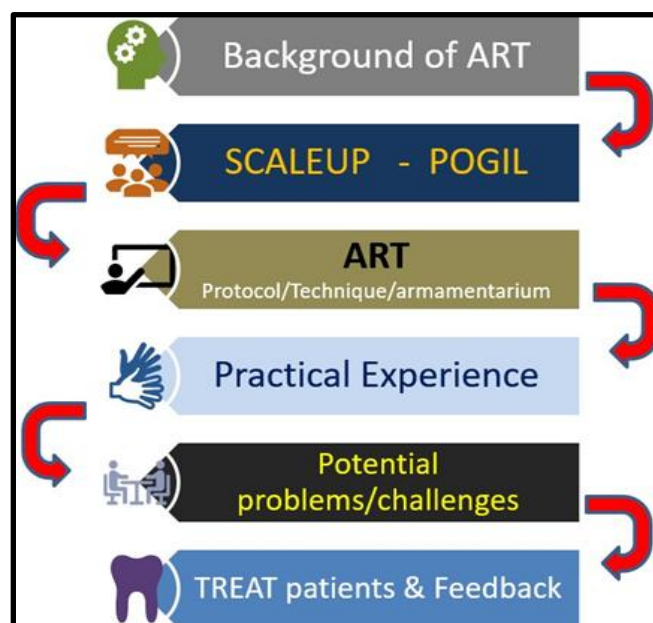 Background of ART
SCALEUP - POGIL
ART
Protocol/Technique/armamentarium
Practical Experience
Potential
problems/challenges
TREAT patients & Feedback